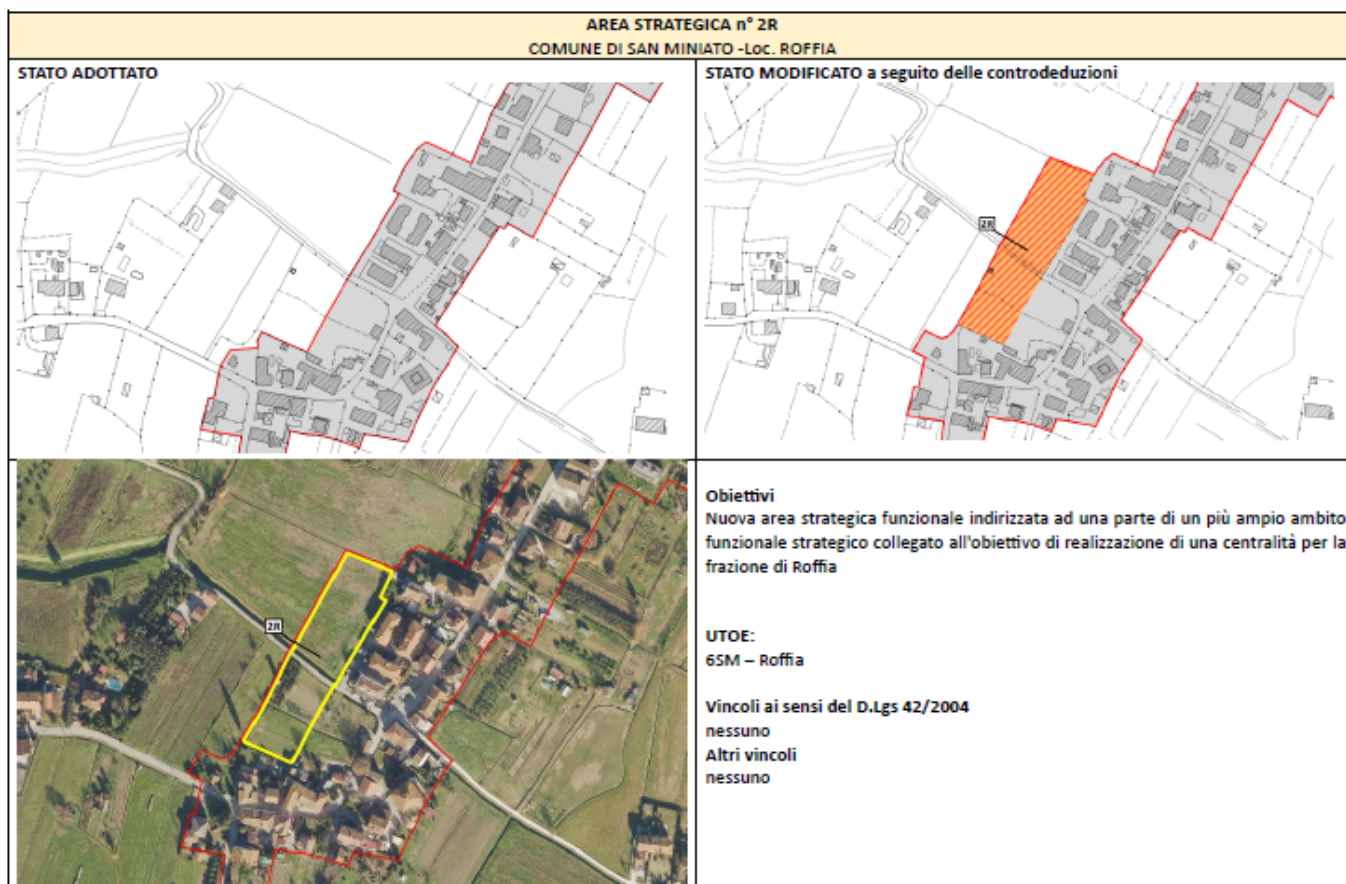 AREA STRATEGICA n° 2R
COMUNE DI SAN MINIATO -Loc. ROFFIA
STATO ADOTTATO
STATO MODIFICATO a seguito delle controdeduzioni
2R
2R
Obiettivi
Nuova area strategica funzionale indirizzata ad una parte di un più ampio ambito
funzionale strategico collegato all'obiettivo di realizzazione di una centralità per la
frazione di Roffia
UTOE:
6SM – Roffia
Vincoli ai sensi del D.Lgs 42/2004
nessuno
Altri vincoli
nessuno